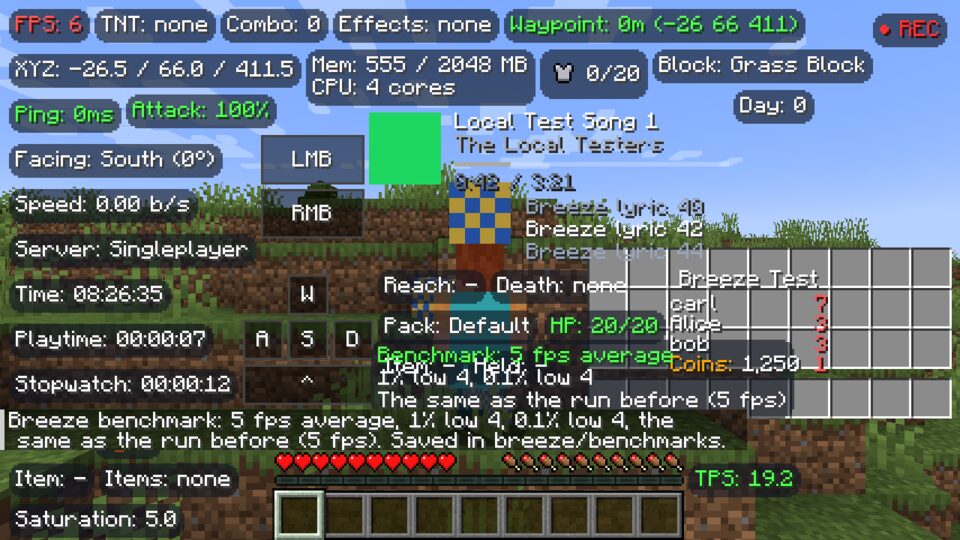 FPS: 6
TNT: none
Combo: 0
Effects: none
Waypoint: 0m (-26 66 411)
REC
XYZ: -26.5 / 66.0 / 411.5
Mem: 555 / 2048 MB
CPU: 4 cores
0/20
Block: Grass Block
Ping: 0ms
Attack: 100%
Day: 0
Local Test Song 1
The Local Testers
Facing: South (0°)
LMB
0:42 / 3:21
Speed: 0.00 b/s
RMB
Breeze lyric 40
Breeze lyric 42
Breeze lyric 44
Server: Singleplayer
Breeze Test
Reach: - Death: none
Time: 08:26:35
W
carl 7
Alice 3
bob 3
Coins: 1,250 1
Pack: Default
HP: 20/20
Playtime: 00:00:07
A S D
Benchmark: 5 fps average
Item: - Held: -
1% low 4, 0.1% low 4
The same as the run before (5 fps)
Stopwatch: 00:00:12
^
Breeze benchmark: 5 fps average, 1% low 4, 0.1% low 4, the
same as the run before (5 fps). Saved in breeze/benchmarks.
Item: - Items: none
TPS: 19.2
Saturation: 5.0